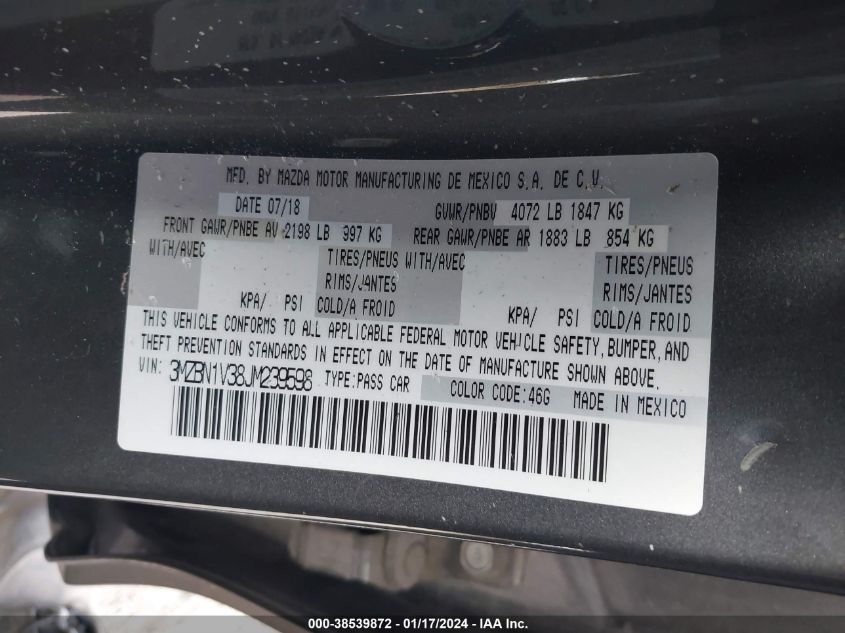 MFD. BY MAZDA MOTOR MANUFACTURING DE MEXICO S.A. DE C.V.
DATE 07/18 GVWR/PNBV 4072 LB 1847 KG
FRONT GAWR/PNBE AV 2198 LB 997 KG REAR GAWR/PNBE AR 1883 LB 854 KG
WITH/AVEC TIRES/PNEUS WITH/AVEC TIRES/PNEUS
RIMS/JANTES RIMS/JANTES
KPA/ PSI COLD/A FROID KPA/ PSI COLD/A FROID
THIS VEHICLE CONFORMS TO ALL APPLICABLE FEDERAL MOTOR VEHICLE SAFETY, BUMPER, AND
THEFT PREVENTION STANDARDS IN EFFECT ON THE DATE OF MANUFACTURE SHOWN ABOVE.
VIN: 3MZBN1V38JM239598 TYPE:PASS CAR COLOR CODE:46G MADE IN MEXICO
000-38539872 01/17/2024 - IAA Inc.